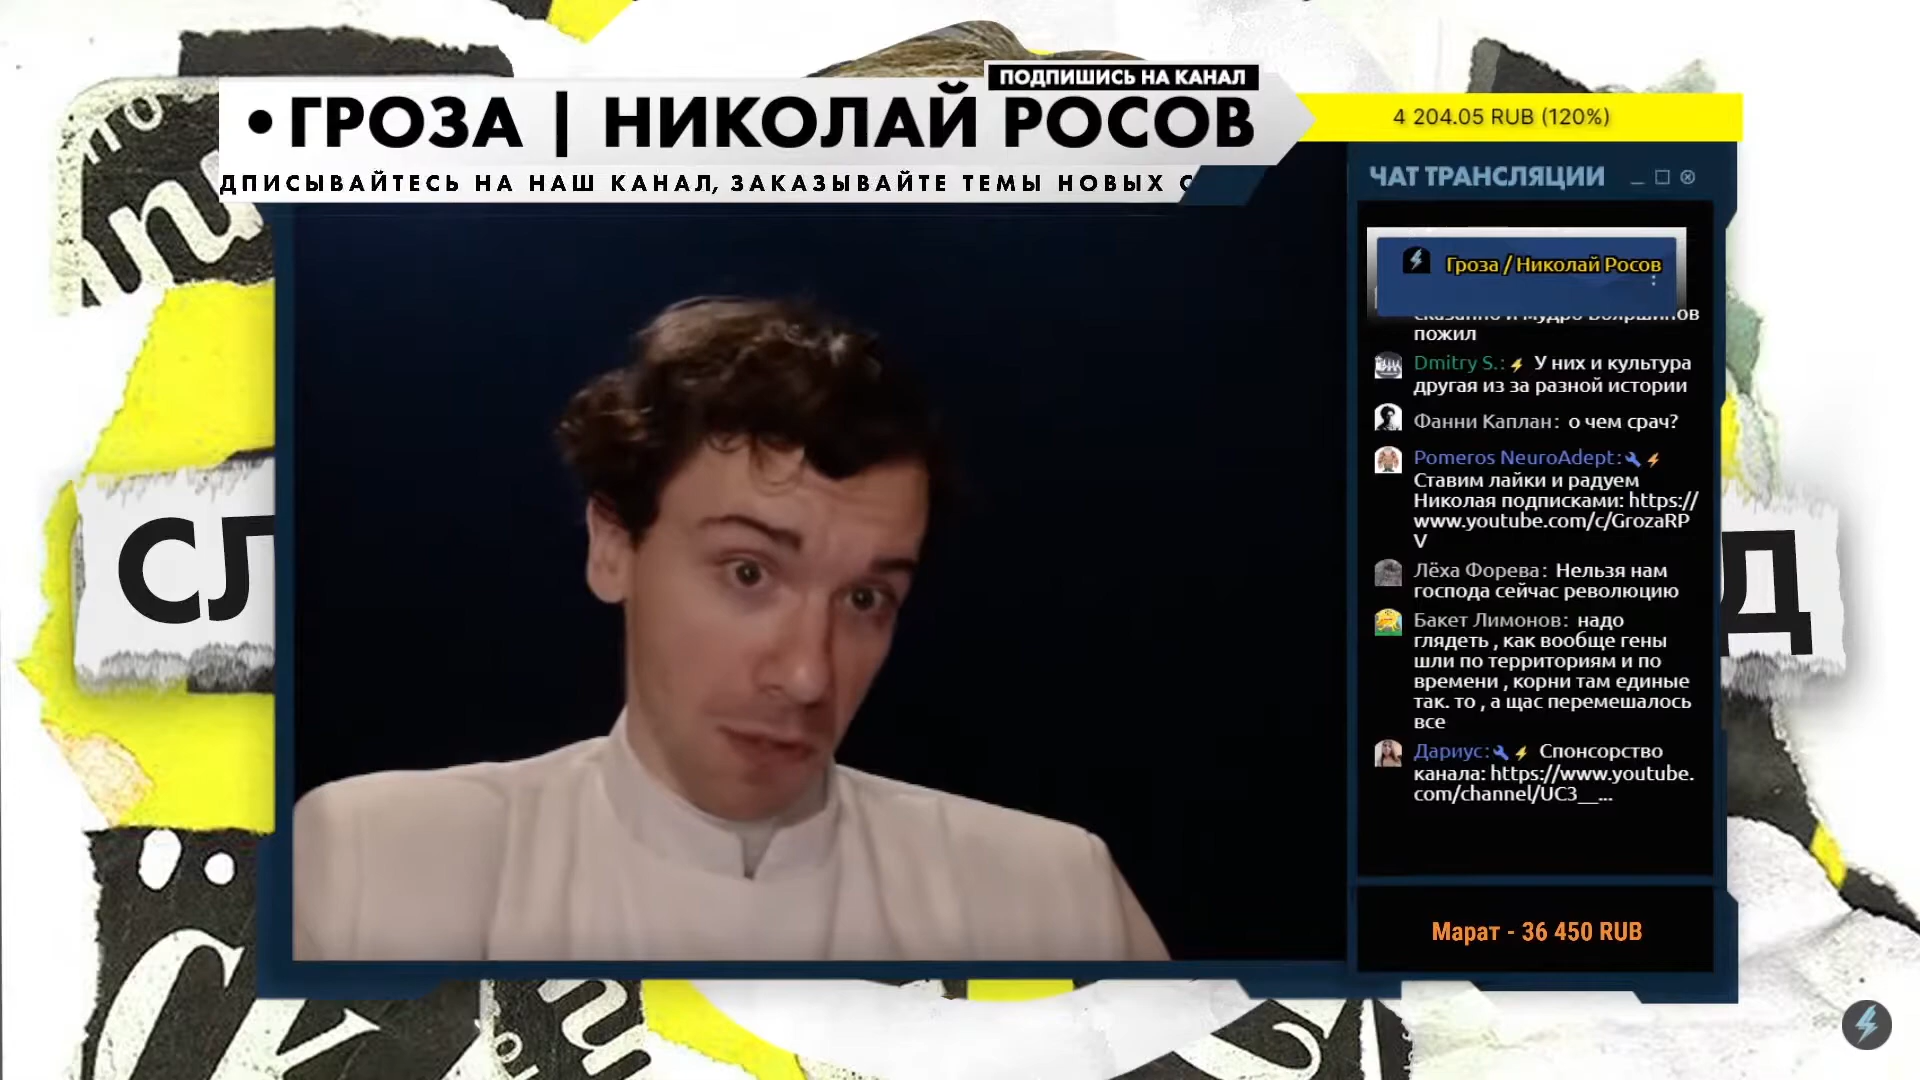 ПОДПИШИСЬ НА КАНАЛ
• ГРОЗА | НИКОЛАЙ РОСОВ
ДПИСЫВАЙТЕСЬ НА НАШ КАНАЛ, ЗАКАЗЫВАЙТЕ ТЕМЫ НОВЫХ С
4 204.05 RUB (120%)
ЧАТ ТРАНСЛЯЦИИ
Гроза / Николай Росов
сказанно и мудро Бояршинов
пожил
Dmitry S.: У них и культура
другая из за разной истории
Фанни Каплан: о чем срач?
Pomeros NeuroAdept:
Ставим лайки и радуем
Николая подписками: https://
www.youtube.com/c/GrozaRP
V
Лёха Форева: Нельзя нам
господа сейчас революцию
Бакет Лимонов: надо
глядеть , как вообще гены
шли по территориям и по
времени , корни там единые
так. то , а щас перемешалось
все
Дариус: Спонсорство
канала: https://www.youtube.
com/channel/UC3__...
Марат - 36 450 RUB
СЛ
Д